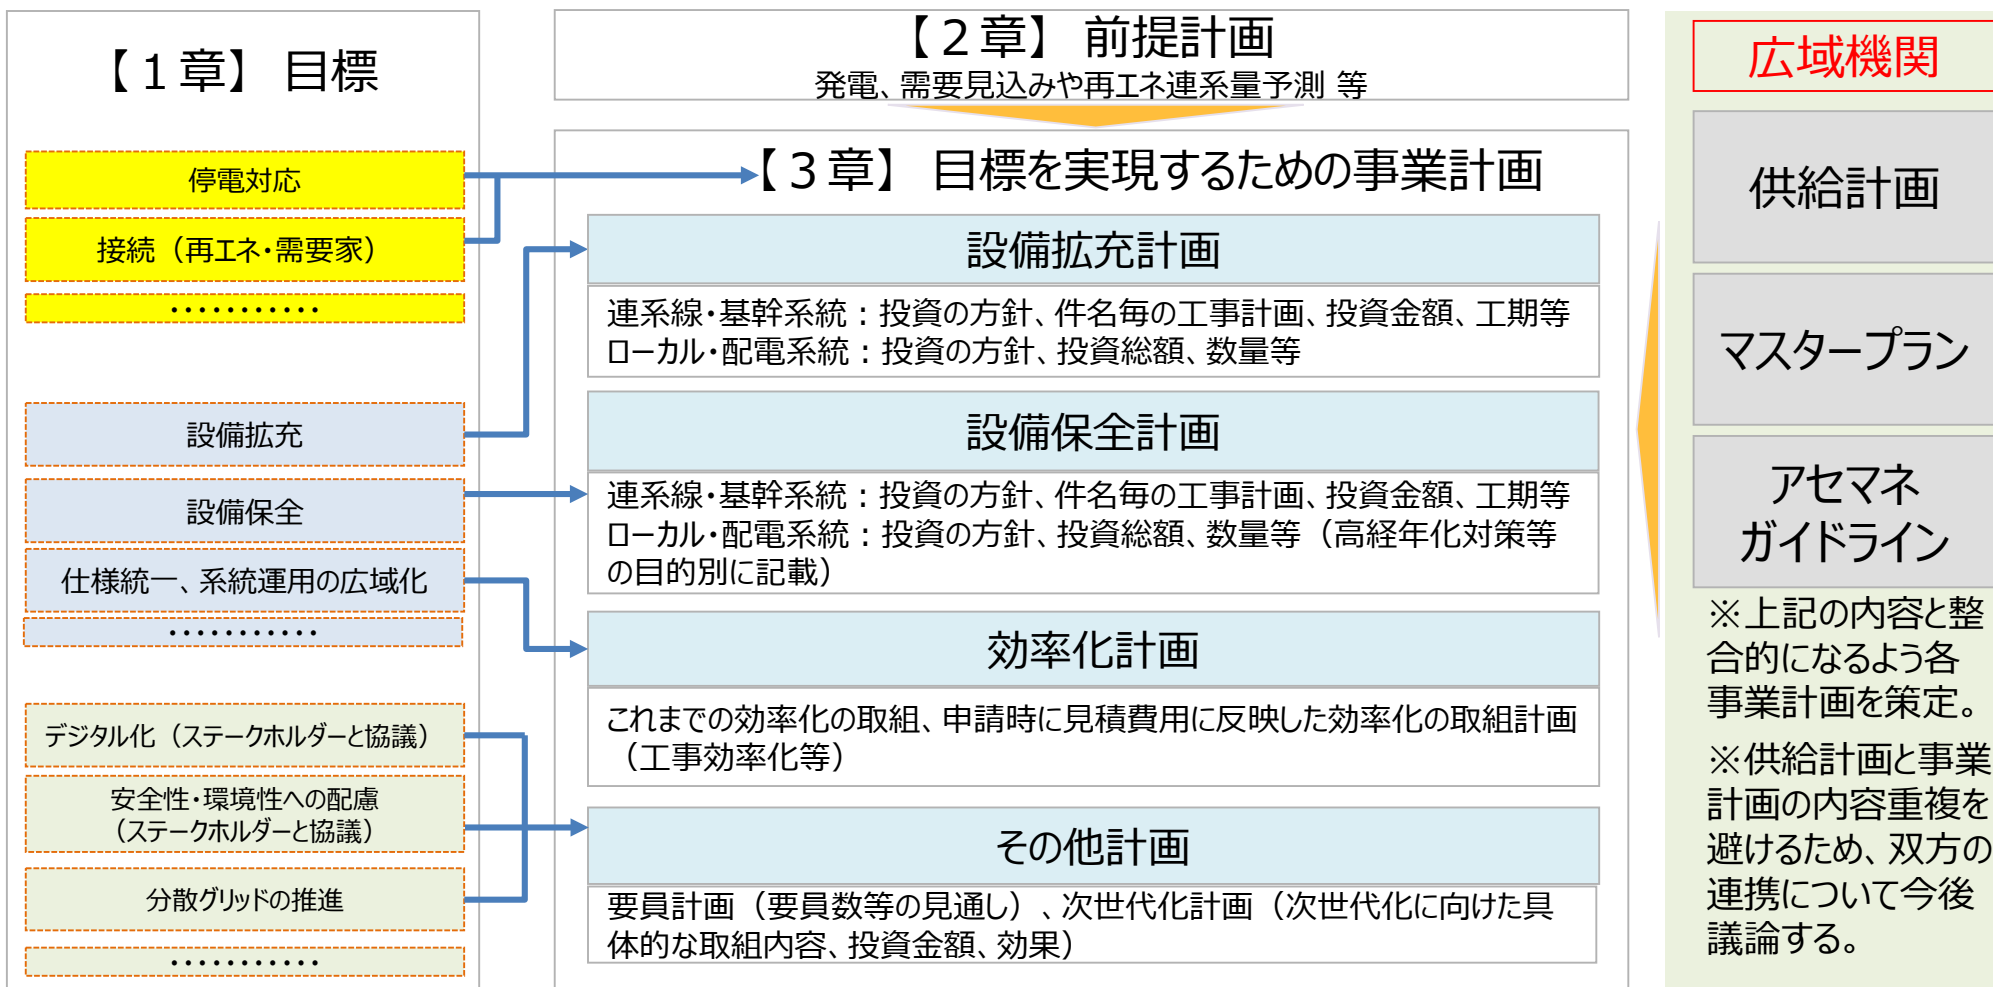 【１章】 目標
停電対応
接続（再エネ・需要家）
・・・・・・・・・・・
設備拡充
設備保全
仕様統一、系統運用の広域化
・・・・・・・・・・・
デジタル化（ステークホルダーと協議）
安全性・環境性への配慮
（ステークホルダーと協議）
分散グリッドの推進
・・・・・・・・・・・
【２章】 前提計画
発電、需要見込みや再エネ連系量予測 等
【３章】 目標を実現するための事業計画
設備拡充計画
連系線・基幹系統：投資の方針、件名毎の工事計画、投資金額、工期等
ローカル・配電系統：投資の方針、投資総額、数量等
設備保全計画
連系線・基幹系統：投資の方針、件名毎の工事計画、投資金額、工期等
ローカル・配電系統：投資の方針、投資総額、数量等（高経年化対策等
の目的別に記載）
効率化計画
これまでの効率化の取組、申請時に見積費用に反映した効率化の取組計画
（工事効率化等）
その他計画
要員計画（要員数等の見通し）、次世代化計画（次世代化に向けた具
体的な取組内容、投資金額、効果）
広域機関
供給計画
マスタープラン
アセマネ
ガイドライン
※上記の内容と整
合的になるよう各
事業計画を策定。
※供給計画と事業
計画の内容重複を
避けるため、双方の
連携について今後
議論する。